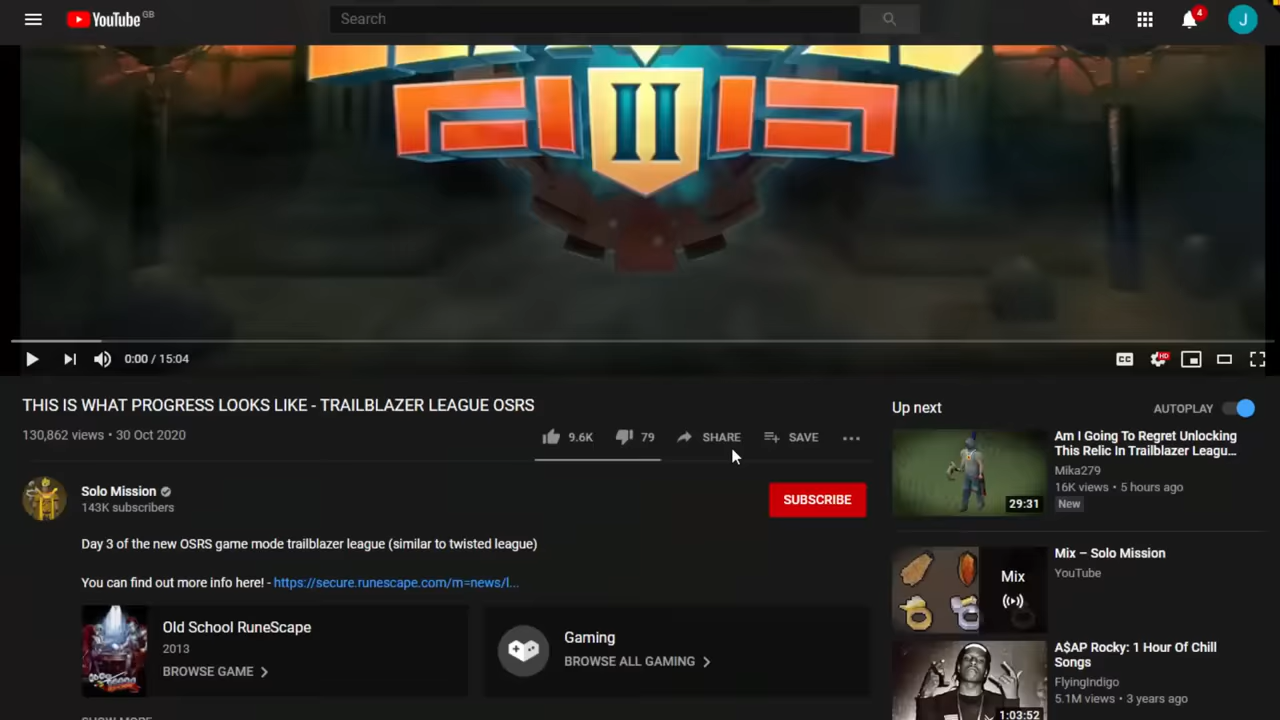 YouTube GB
Search
4
J
II
0:00 / 15:04
CC
HD
THIS IS WHAT PROGRESS LOOKS LIKE - TRAILBLAZER LEAGUE OSRS
130,862 views • 30 Oct 2020
9.6K
79
SHARE
SAVE
Solo Mission
143K subscribers
SUBSCRIBE
Day 3 of the new OSRS game mode trailblazer league (similar to twisted league)
You can find out more info here! - https://secure.runescape.com/m=news/l...
Old School RuneScape
2013
BROWSE GAME
Gaming
BROWSE ALL GAMING
SHOW MORE
Up next
AUTOPLAY
29:31
Am I Going To Regret Unlocking
This Relic In Trailblazer Leagu...
Mika279
16K views • 5 hours ago
New
Mix
Mix – Solo Mission
YouTube
1:03:52
A$AP Rocky: 1 Hour Of Chill
Songs
FlyingIndigo
5.1M views • 3 years ago